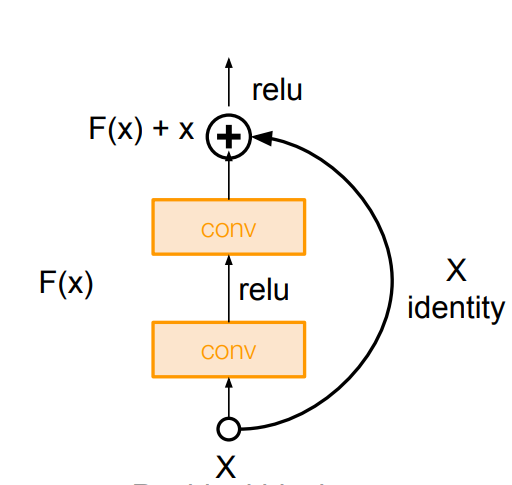 relu
F(x) + x
conv
F(x)
relu
X
identity
conv
X